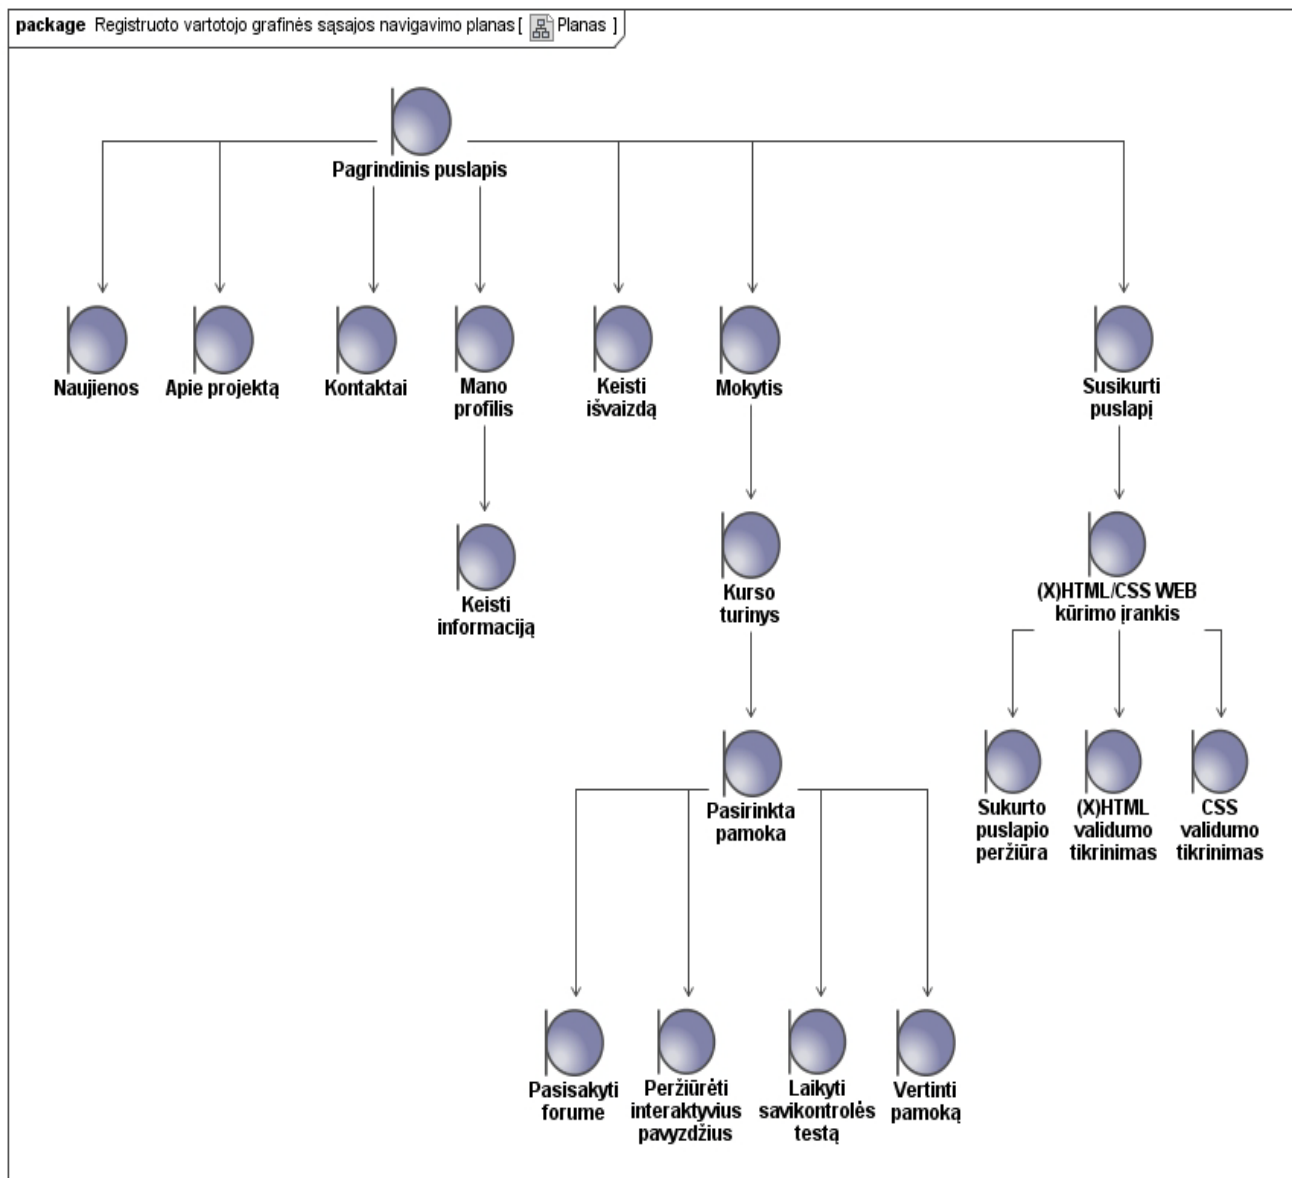 package Registruoto vartotojo grafinės sąsajos navigavimo planas [ Planas ]
Pagrindinis puslapis
Naujienos
Apie projektą
Kontaktai
Mano
profilis
Keisti
išvaizdą
Mokytis
Susikurti
puslapį
Keisti
informaciją
Kurso
turinys
(X)HTML/CSS WEB
kūrimo įrankis
Pasirinkta
pamoka
Sukurto
puslapio
peržiūra
(X)HTML
validumo
tikrinimas
CSS
validumo
tikrinimas
Pasisakyti
forume
Peržiūrėti
interaktyvius
pavyzdžius
Laikyti
savikontrolės
testą
Vertinti
pamoką